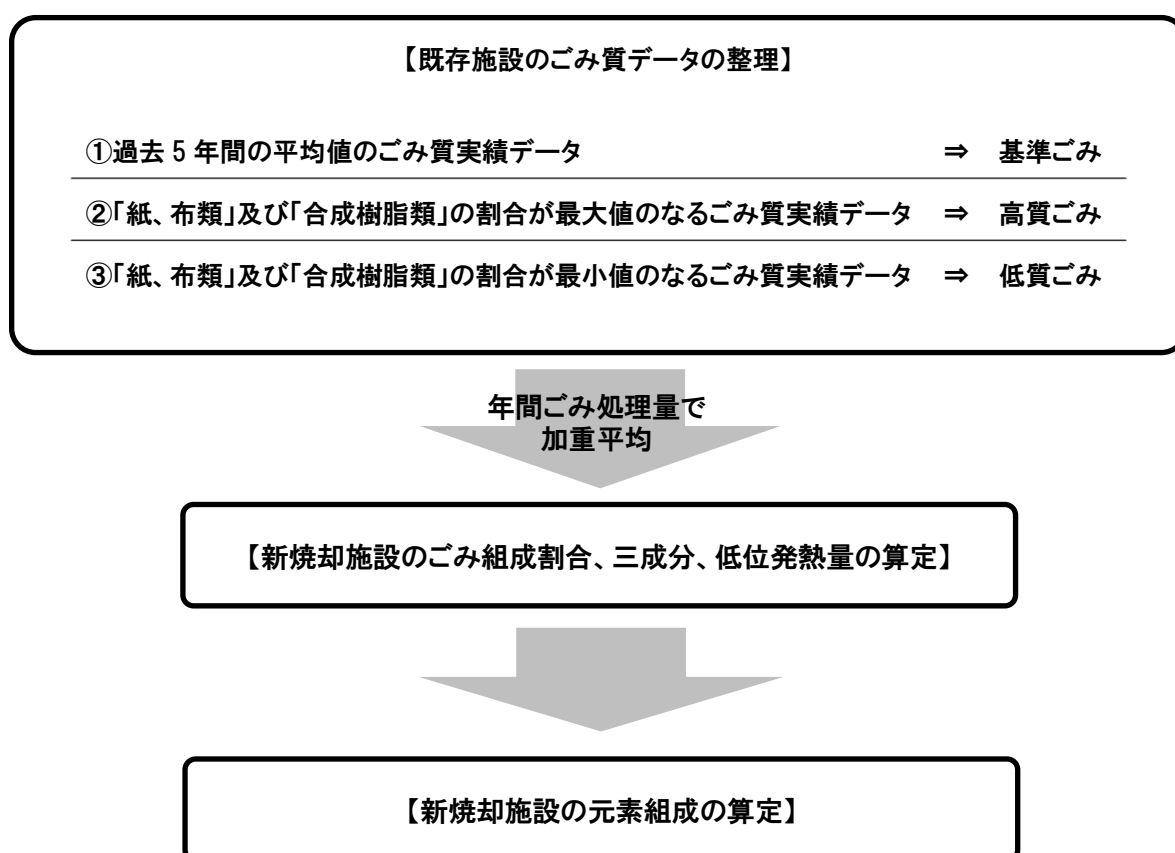 【既存施設のごみ質データの整理】
①過去 5 年間の平均値のごみ質実績データ ⇒ 基準ごみ
②「紙、布類」及び「合成樹脂類」の割合が最大値のなるごみ質実績データ ⇒ 高質ごみ
③「紙、布類」及び「合成樹脂類」の割合が最小値のなるごみ質実績データ ⇒ 低質ごみ
年間ごみ処理量で
加重平均
【新焼却施設のごみ組成割合、三成分、低位発熱量の算定】
【新焼却施設の元素組成の算定】